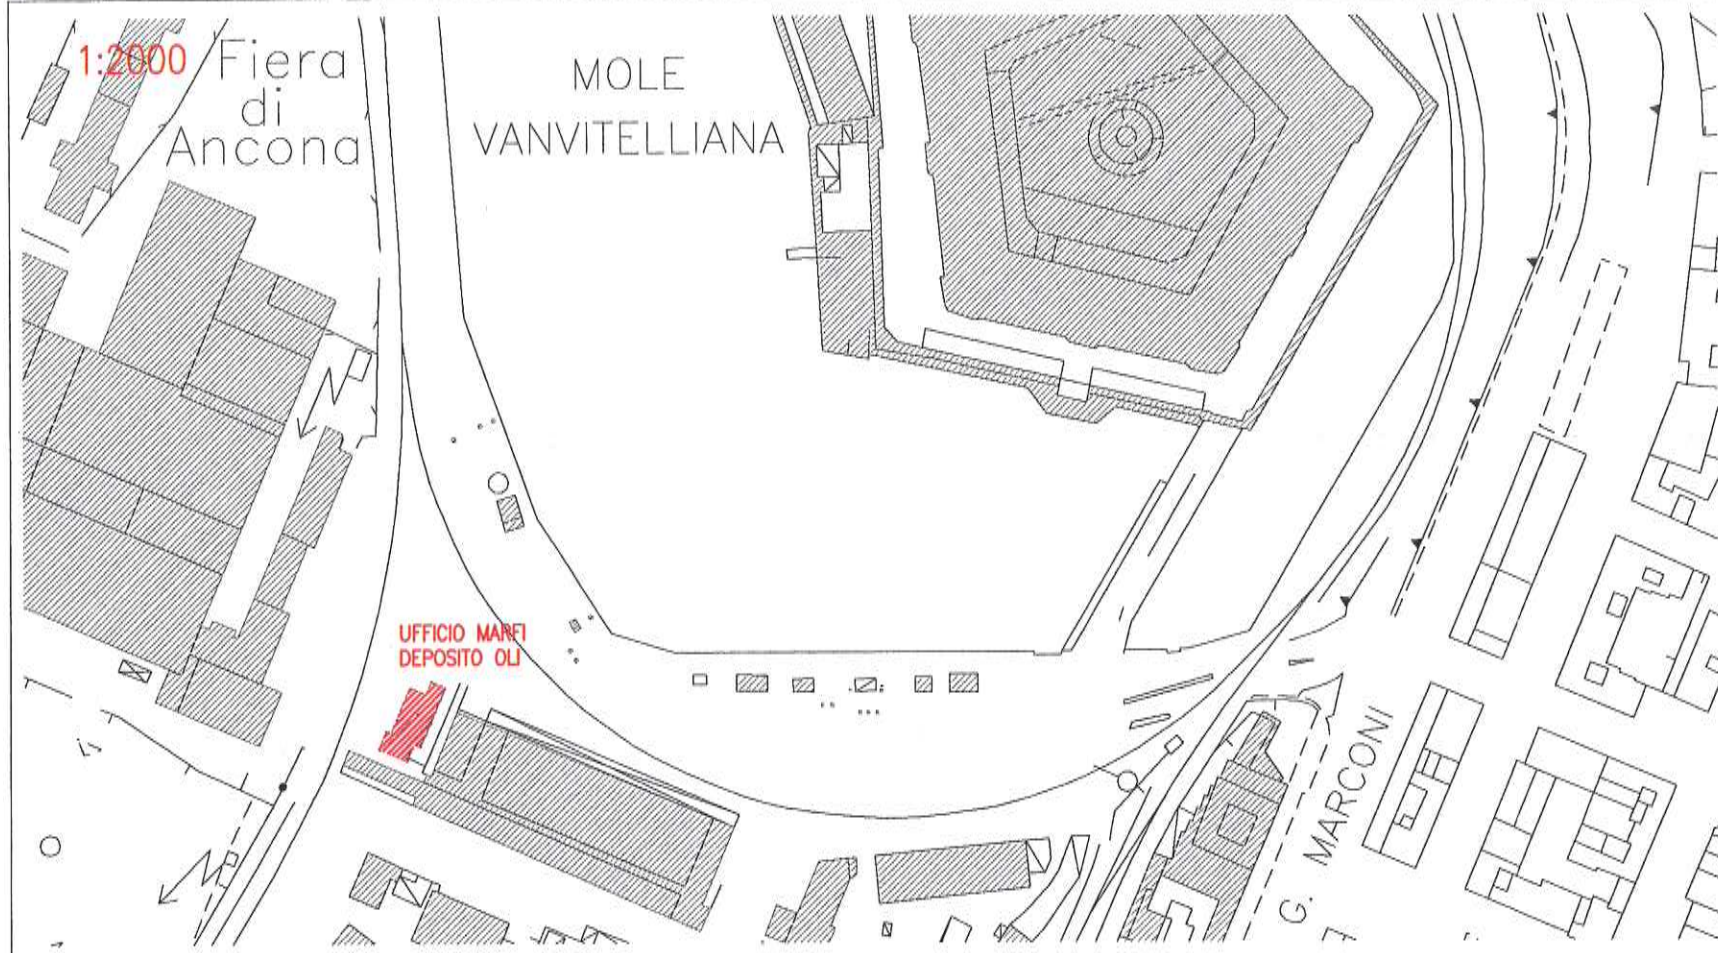 1:2000
Fiera
di
Ancona
MOLE
VANVITELLIANA
UFFICIO MARFI
DEPOSITO OLI
G. MARCONI